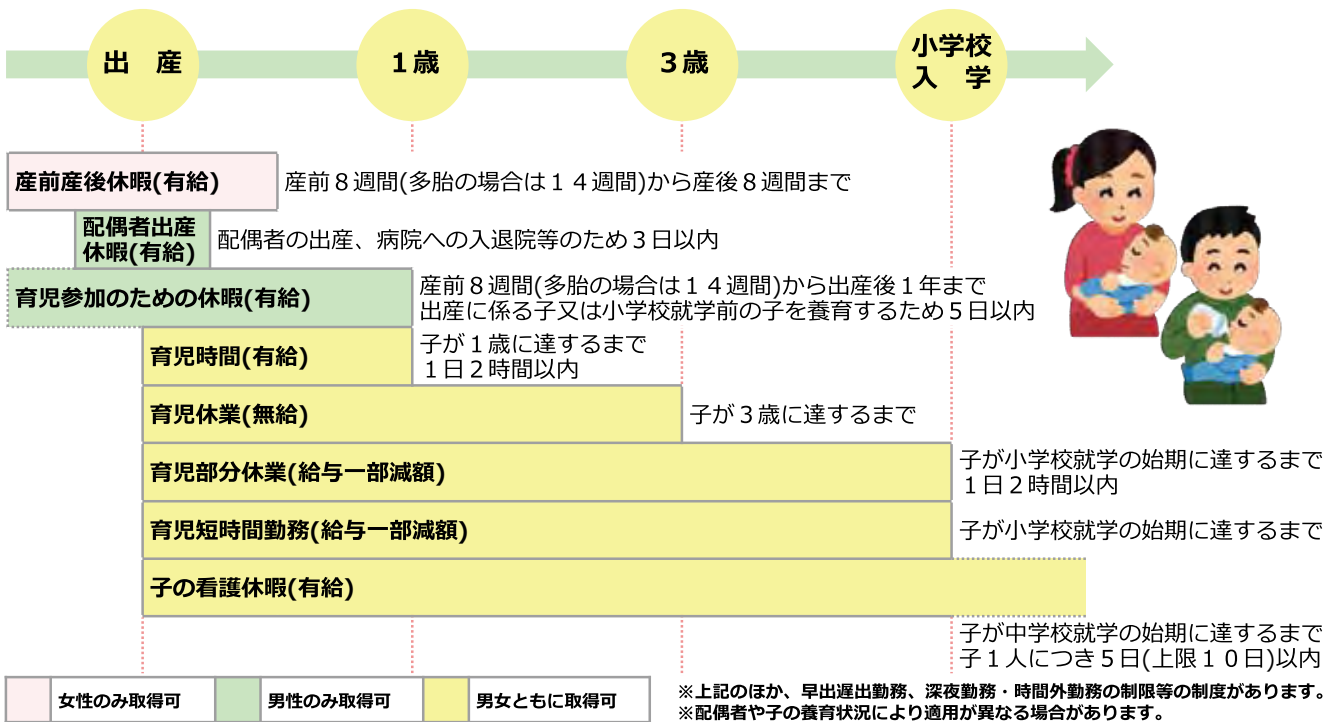 出　産
１歳
３歳
小学校
入　学
産前産後休暇(有給)
産前８週間(多胎の場合は１４週間)から産後８週間まで
配偶者出産
休暇(有給)
配偶者の出産、病院への入退院等のため３日以内
育児参加のための休暇(有給)
産前８週間(多胎の場合は１４週間)から出産後１年まで
出産に係る子又は小学校就学前の子を養育するため５日以内
育児時間(有給)
子が１歳に達するまで
１日２時間以内
育児休業(無給)
子が３歳に達するまで
育児部分休業(給与一部減額)
子が小学校就学の始期に達するまで
１日２時間以内
育児短時間勤務(給与一部減額)
子が小学校就学の始期に達するまで
子の看護休暇(有給)
子が中学校就学の始期に達するまで
子１人につき５日(上限１０日)以内
女性のみ取得可
男性のみ取得可
男女ともに取得可
※上記のほか、早出遅出勤務、深夜勤務・時間外勤務の制限等の制度があります。
※配偶者や子の養育状況により適用が異なる場合があります。